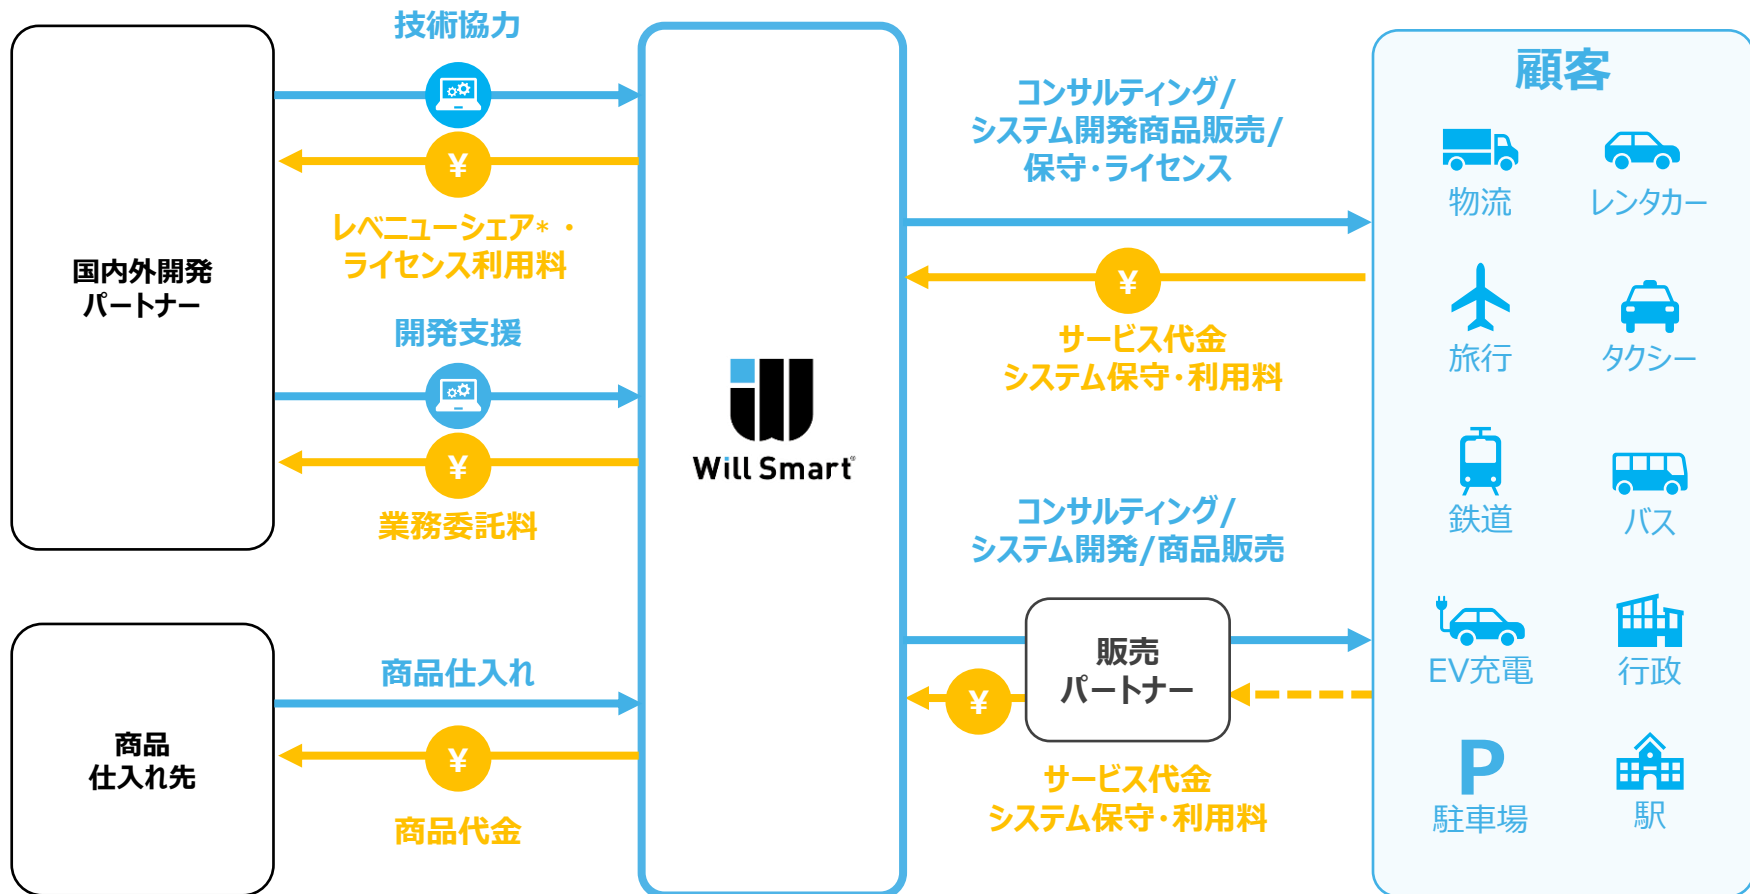 技術協力
¥
レベニューシェア* ・
ライセンス利用料
国内外開発
パートナー
開発支援
¥
業務委託料
商品仕入れ
商品
仕入れ先
¥
商品代金
Will Smart®
コンサルティング/
システム開発商品販売/
保守・ライセンス
¥
サービス代金
システム保守・利用料
コンサルティング/
システム開発/商品販売
販売
パートナー
¥
サービス代金
システム保守・利用料
顧客
物流
レンタカー
旅行
タクシー
鉄道
バス
EV充電
行政
P
駐車場
駅